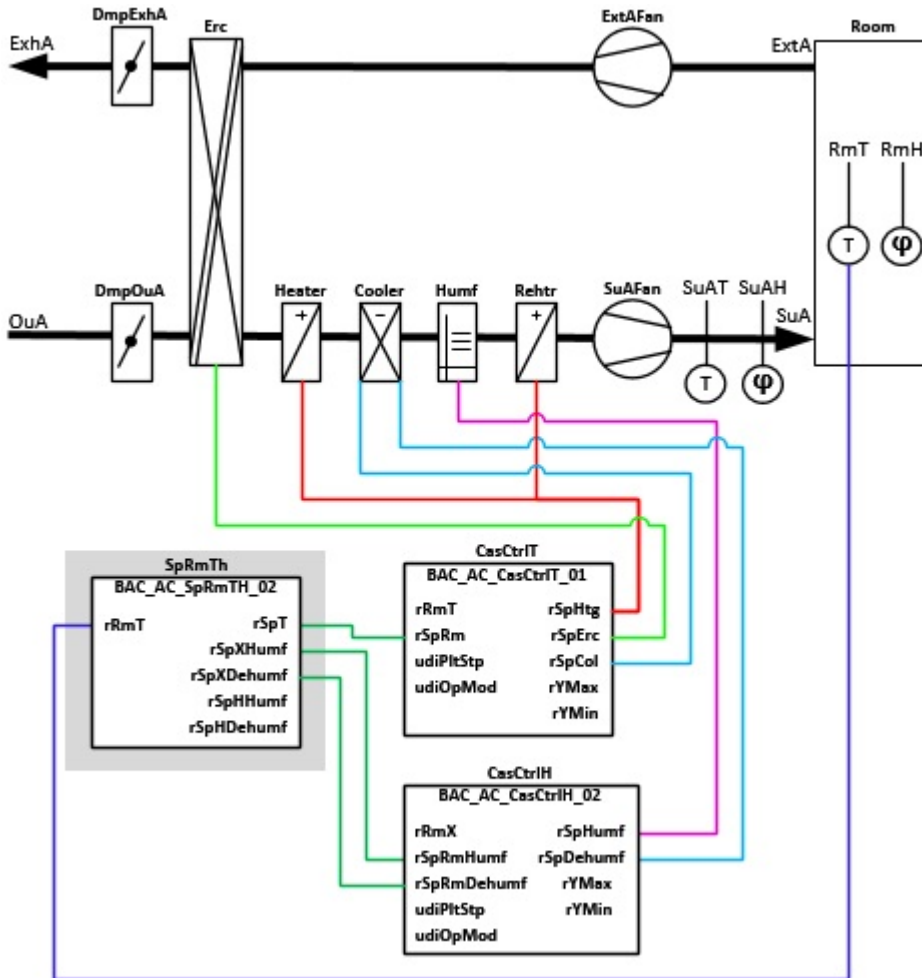 DmpExhA
Erc
ExtAFan
Room
ExhA
ExtA
RmT RmH
T φ
DmpOuA
Heater
Cooler
Humf
Rehtr
SuAFan
SuAT
SuAH
OuA
SuA
+
−
+
T
φ
SpRmTh
BAC_AC_SpRmTH_02
rRmT
rSpT
rSpXHumf
rSpXDehumf
rSpHHumf
rSpHDehumf
CasCtrlT
BAC_AC_CasCtrlT_01
rRmT rSpHtg
rSpRm rSpErc
udiPltStp rSpCol
udiOpMod rYMax
rYMin
CasCtrlH
BAC_AC_CasCtrlH_02
rRmX rSpHumf
rSpRmHumf rSpDehumf
rSpRmDehumf rYMax
udiPltStp rYMin
udiOpMod